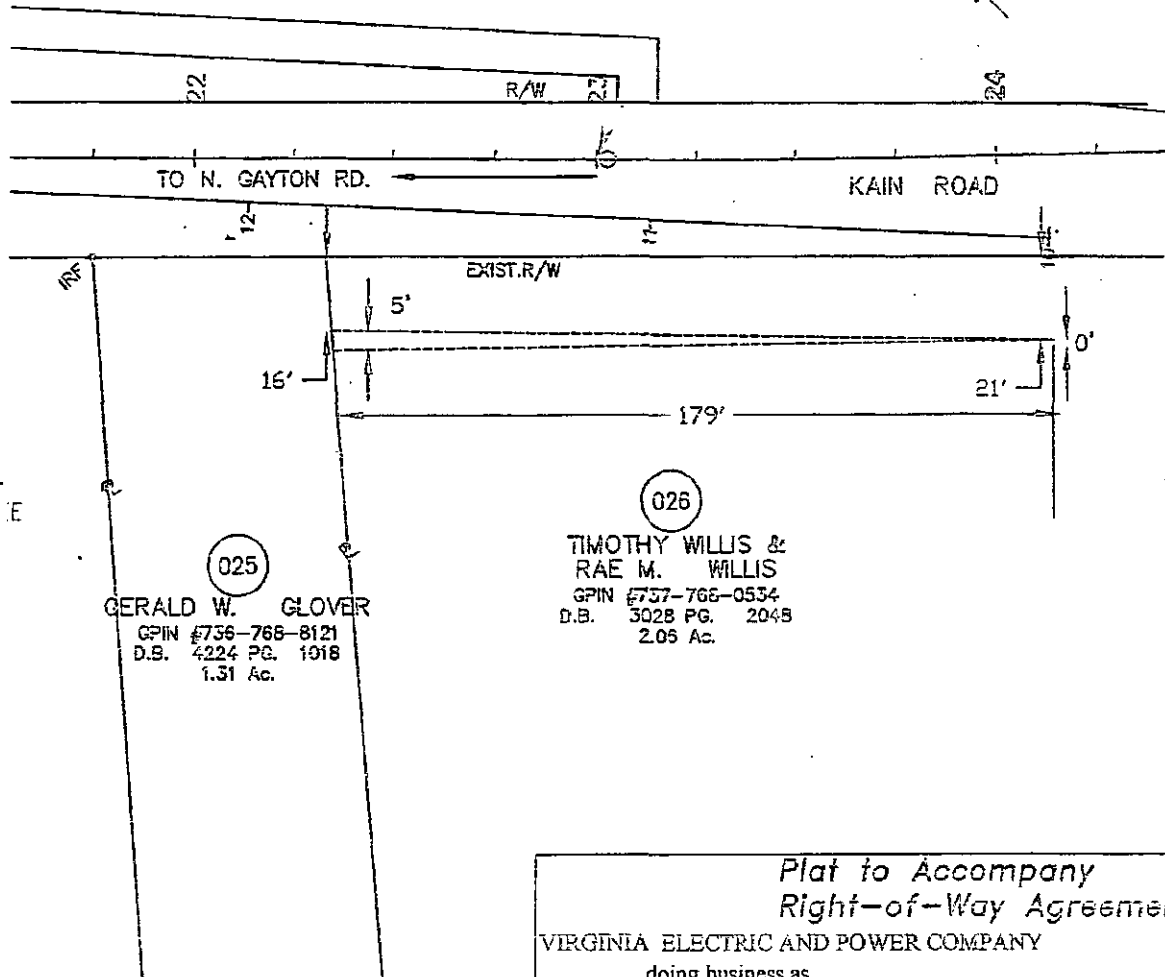 22
R/W
23
24
TO N. GAYTON RD.
KAIN ROAD
12
11
IRF
EXIST.R/W
5'
16'
0'
21'
179'
026
TIMOTHY WILLIS &
RAE M. WILLIS
GPIN #737-768-0534
D.B. 3028 PG. 2048
2.06 Ac.
025
GERALD W. GLOVER
GPIN #736-768-8121
D.B. 4224 PG. 1018
1.31 Ac.
Plat to Accompany
Right-of-Way Agreeme
VIRGINIA ELECTRIC AND POWER COMPANY
doing business as